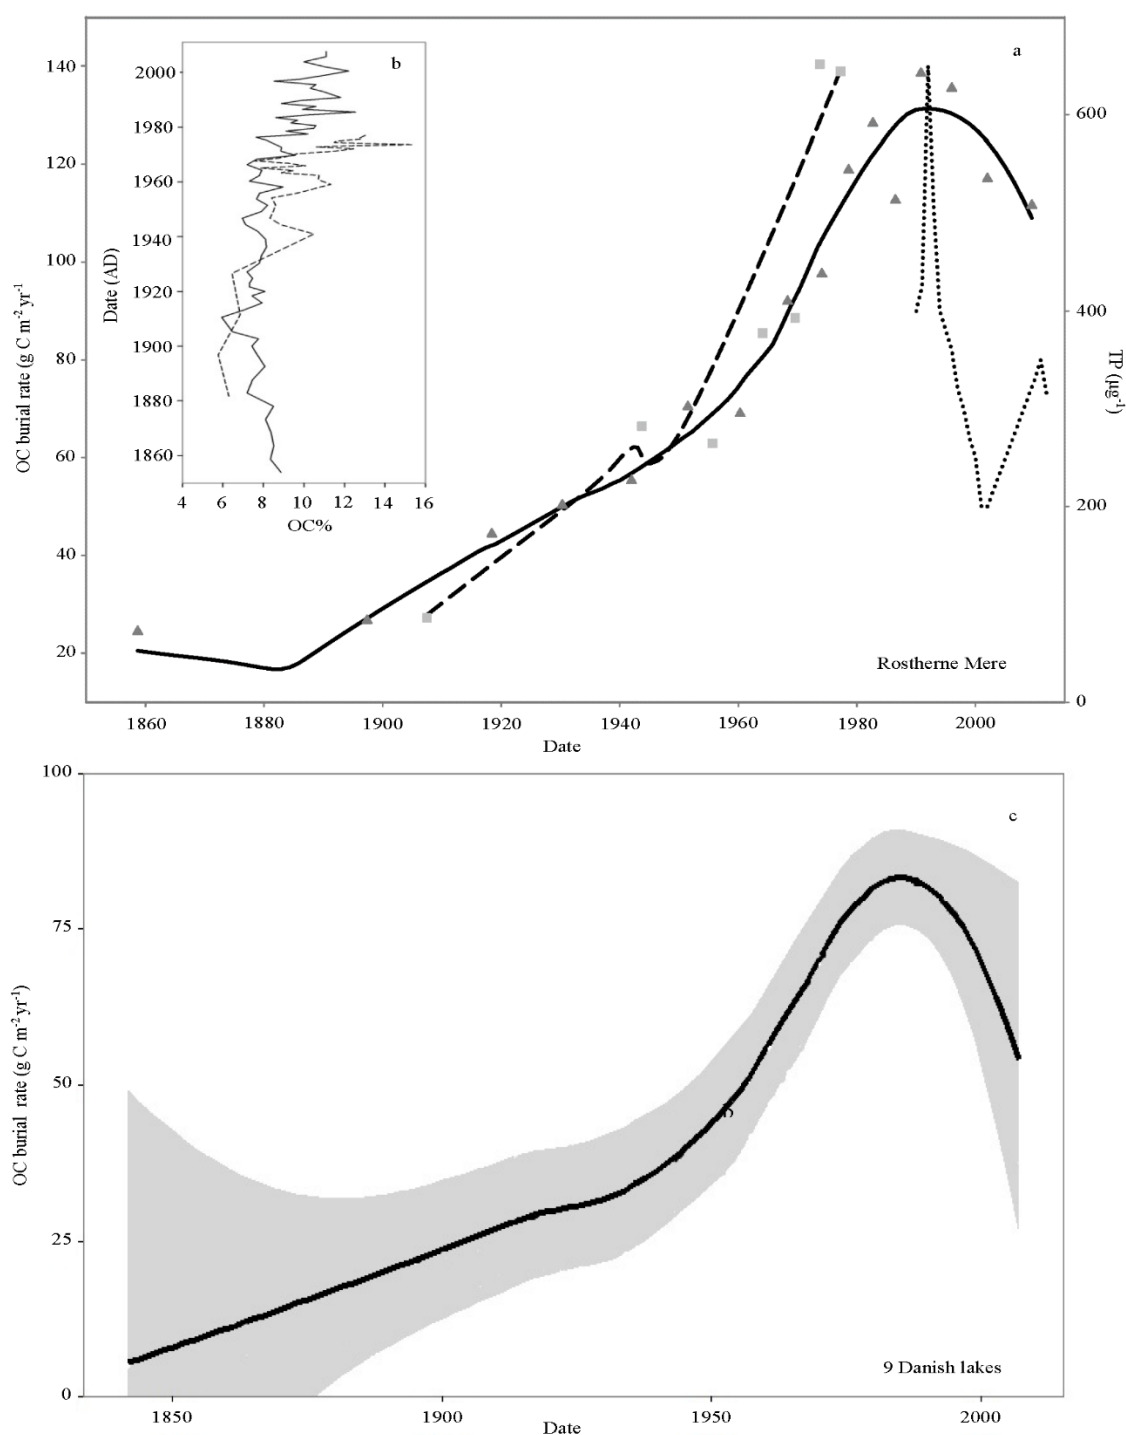 a
140
120
100
80
60
40
20
OC burial rate (g C m⁻² yr⁻¹
b
2000
1980
1960
1940
1920
1900
1880
1860
Date (AD)
4 6 8 10 12 14 16
OC%
600
400
200
0
TP (µg⁻¹)
Rostherne Mere
1860 1880 1900 1920 1940 1960 1980 2000
Date
100
75
50
25
0
OC burial rate (g C m⁻² yr⁻¹)
c
9 Danish lakes
1850 1900 1950 2000
Date